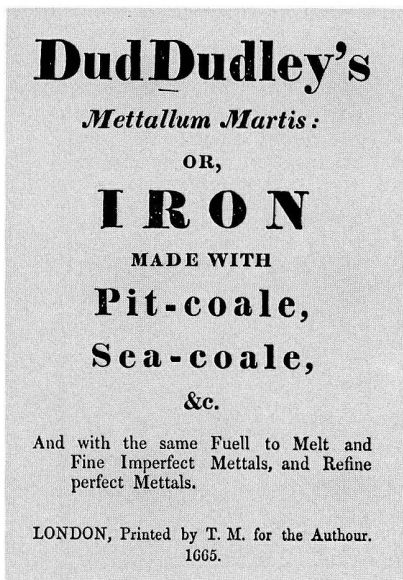 Dud Dudley's
Mettallum Martis:
OR,
IRON
MADE WITH
Pit-coale,
Sea-coale,
&c.
And with the same Fuell to Melt and
Fine Imperfect Mettals, and Refine
perfect Mettals.
LONDON, Printed by T. M. for the Authour.
1665.